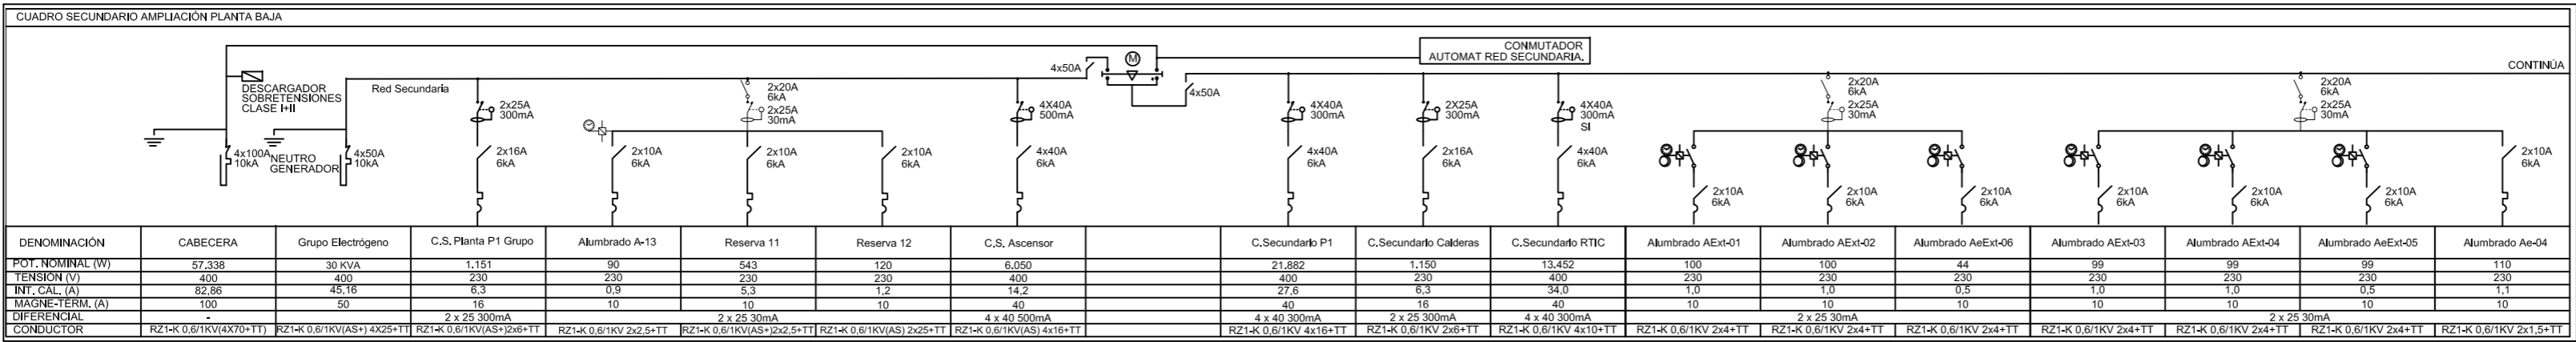 CUADRO SECUNDARIO AMPLIACIÓN PLANTA BAJA
CONMUTADOR
AUTOMAT RED SECUNDARIA.
M
4x50A
4x50A
CONTINÚA
DESCARGADOR
SOBRETENSIONES
CLASE I+II
Red Secundaria
4x100A
10kA
NEUTRO
GENERADOR
4x50A
10kA
2x25A
300mA
2x16A
6kA
2x10A
6kA
2x20A
6kA
2x25A
30mA
2x10A
6kA
2x10A
6kA
4X40A
500mA
4x40A
6kA
4X40A
300mA
4x40A
6kA
2X25A
300mA
2x16A
6kA
4X40A
300mA
SI
4x40A
6kA
2x20A
6kA
2x25A
30mA
2x10A
6kA
2x10A
6kA
2x10A
6kA
2x20A
6kA
2x25A
30mA
2x10A
6kA
2x10A
6kA
2x10A
6kA
2x10A
6kA
DENOMINACIÓN CABECERA Grupo Electrógeno C.S. Planta P1 Grupo Alumbrado A-13 Reserva 11 Reserva 12 C.S. Ascensor C.Secundario P1 C.Secundario Calderas C.Secundario RTIC Alumbrado AExt-01 Alumbrado AExt-02 Alumbrado AeExt-06 Alumbrado AExt-03 Alumbrado AExt-04 Alumbrado AeExt-05 Alumbrado Ae-04
POT. NOMINAL (W) 57.338 30 KVA 1.151 90 543 120 6.050 21.882 1.150 13.452 100 100 44 99 99 99 110
TENSION (V) 400 400 230 230 230 230 400 400 230 400 230 230 230 230 230 230 230
INT. CAL. (A) 82,86 45,16 6,3 0,9 5,3 1,2 14,2 27,6 6,3 34,0 1,0 1,0 0,5 1,0 1,0 0,5 1,1
MAGNE-TÉRM. (A) 100 50 16 10 10 10 40 40 16 40 10 10 10 10 10 10 10
DIFERENCIAL - 2 x 25 300mA 2 x 25 30mA 4 x 40 500mA 4 x 40 300mA 2 x 25 300mA 4 x 40 300mA 2 x 25 30mA 2 x 25 30mA
CONDUCTOR RZ1-K 0,6/1KV(4X70+TT) RZ1-K 0,6/1KV(AS+) 4X25+TT RZ1-K 0,6/1KV(AS+)2x6+TT RZ1-K 0,6/1KV 2x2,5+TT RZ1-K 0,6/1KV(AS+)2x2,5+TT RZ1-K 0,6/1KV(AS) 2x25+TT RZ1-K 0,6/1KV(AS) 4x16+TT RZ1-K 0,6/1KV 4x16+TT RZ1-K 0,6/1KV 2x6+TT RZ1-K 0,6/1KV 4x10+TT RZ1-K 0,6/1KV 2x4+TT RZ1-K 0,6/1KV 2x4+TT RZ1-K 0,6/1KV 2x4+TT RZ1-K 0,6/1KV 2x4+TT RZ1-K 0,6/1KV 2x4+TT RZ1-K 0,6/1KV 2x4+TT RZ1-K 0,6/1KV 2x1,5+TT